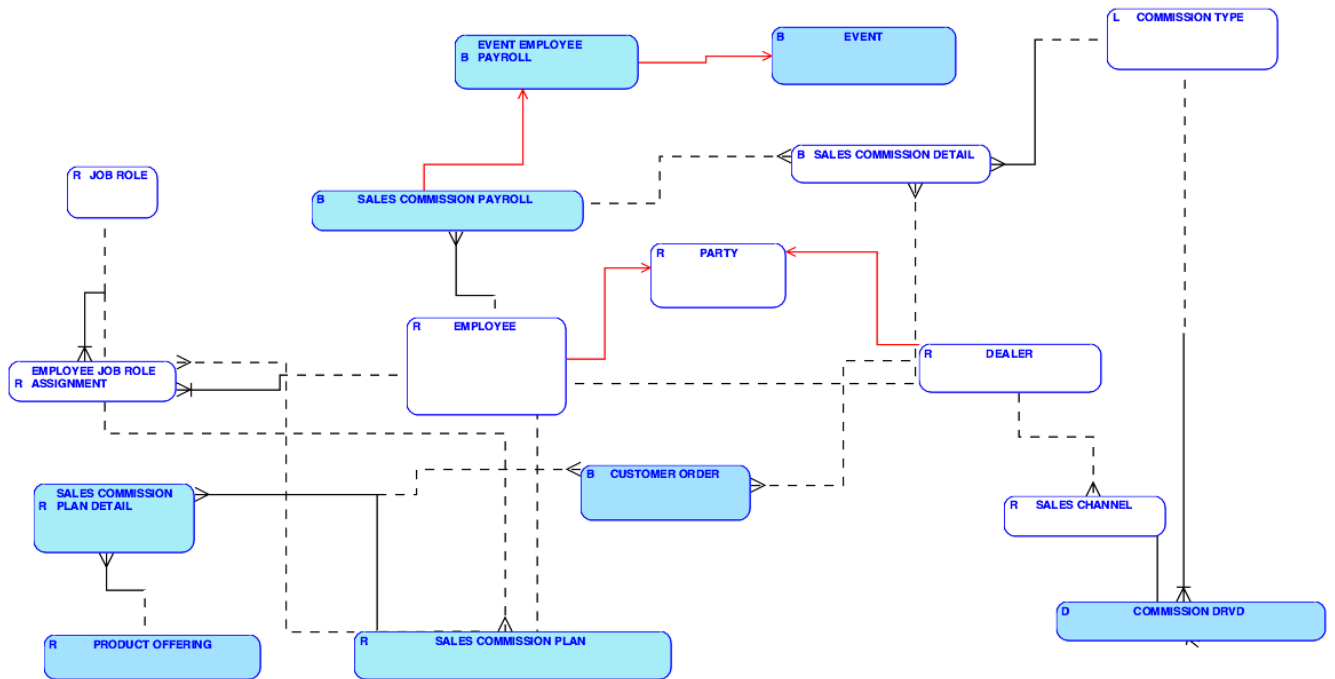 L COMMISSION TYPE
EVENT EMPLOYEE
B PAYROLL
B EVENT
B SALES COMMISSION DETAIL
R JOB ROLE
B SALES COMMISSION PAYROLL
R PARTY
R EMPLOYEE
R DEALER
EMPLOYEE JOB ROLE
R ASSIGNMENT
B CUSTOMER ORDER
SALES COMMISSION
R PLAN DETAIL
R SALES CHANNEL
D COMMISSION DRVD
R PRODUCT OFFERING
R SALES COMMISSION PLAN